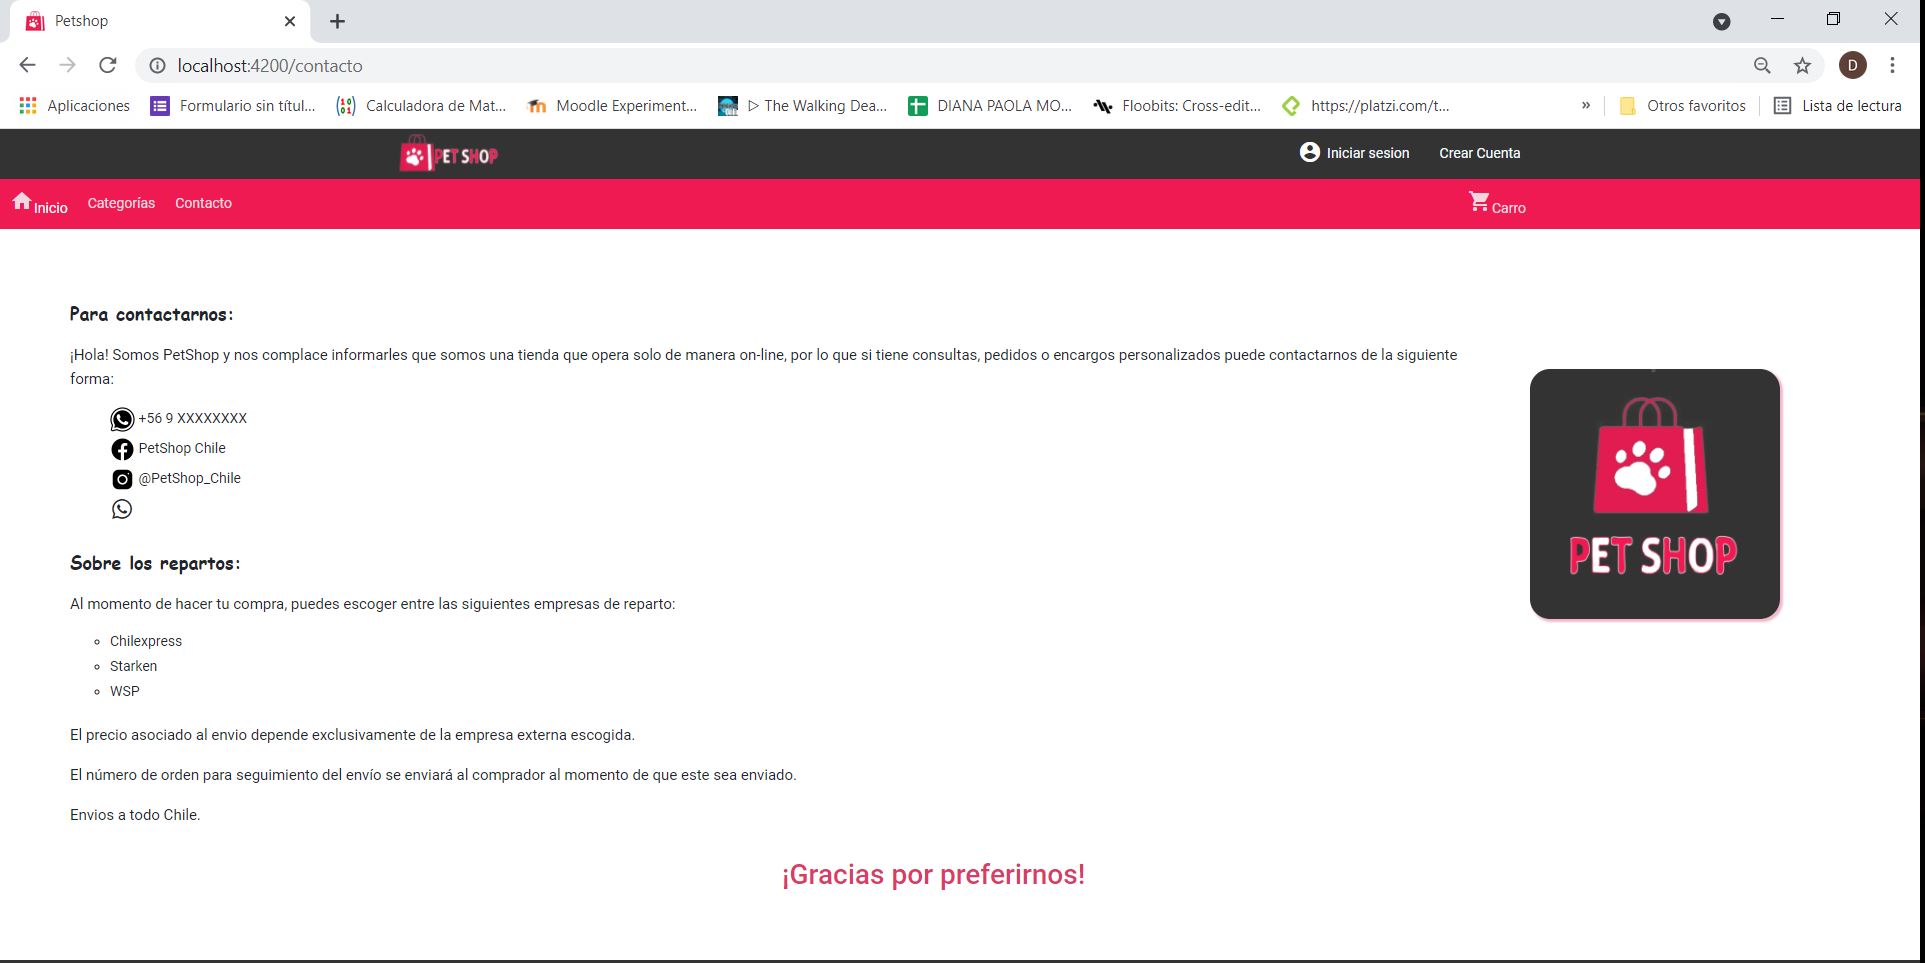 Petshop
localhost:4200/contacto
D
Aplicaciones Formulario sin títul... Calculadora de Mat... Moodle Experiment... ▷ The Walking Dea... DIANA PAOLA MO... Floobits: Cross-edit... https://platzi.com/t... » Otros favoritos Lista de lectura
PET SHOP Iniciar sesion Crear Cuenta
Inicio Categorías Contacto Carro
Para contactarnos:
¡Hola! Somos PetShop y nos complace informarles que somos una tienda que opera solo de manera on-line, por lo que si tiene consultas, pedidos o encargos personalizados puede contactarnos de la siguiente
forma:
+56 9 XXXXXXXX
PetShop Chile
@PetShop_Chile
PET SHOP
Sobre los repartos:
Al momento de hacer tu compra, puedes escoger entre las siguientes empresas de reparto:
Chilexpress
Starken
WSP
El precio asociado al envio depende exclusivamente de la empresa externa escogida.
El número de orden para seguimiento del envío se enviará al comprador al momento de que este sea enviado.
Envios a todo Chile.
¡Gracias por preferirnos!